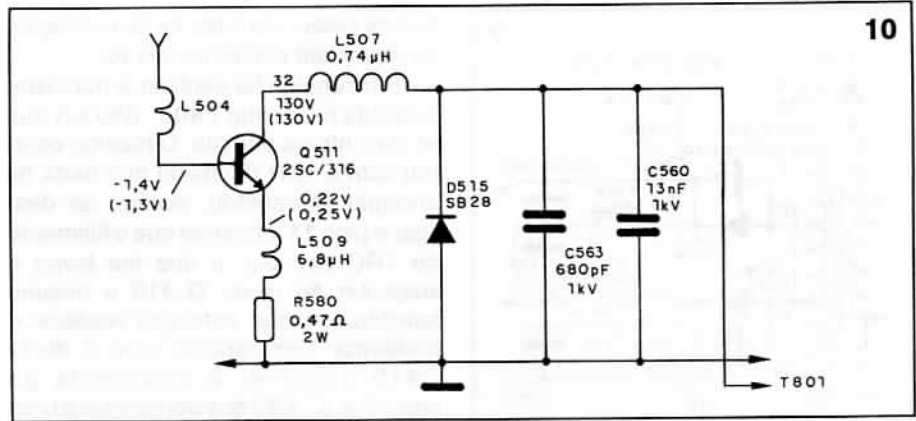 10
L507
0,74µH
32
130V
(130V)
L504
Q511
2SC/316
-1,4V
(-1,3V)
0,22V
(0,25V)
L509
6,8µH
R580
0,47Ω
2W
D515
SB28
C563
680pF
1kV
C560
13nF
1kV
T801